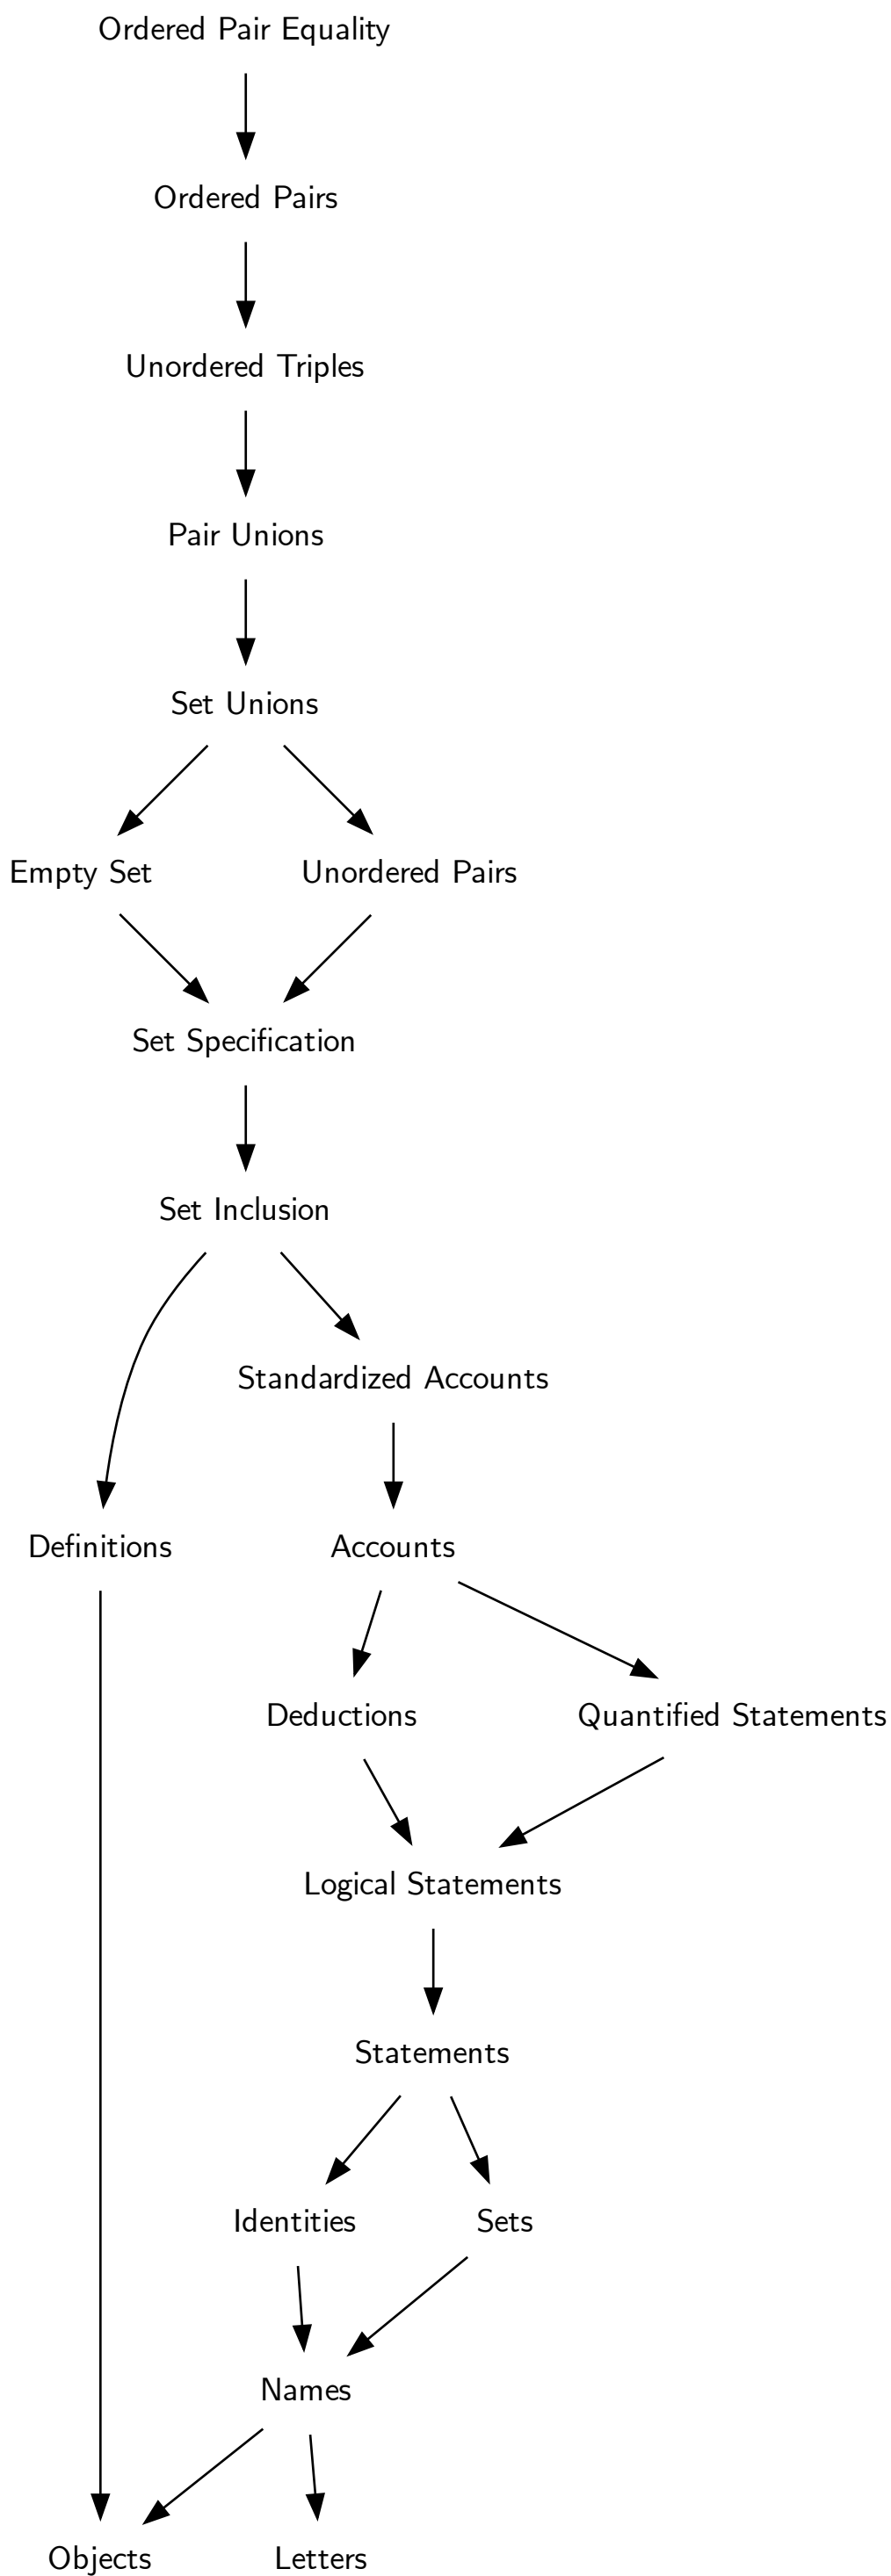 Ordered Pair Equality
Ordered Pairs
Unordered Triples
Pair Unions
Set Unions
Empty Set
Unordered Pairs
Set Specification
Set Inclusion
Standardized Accounts
Definitions
Accounts
Deductions
Quantified Statements
Logical Statements
Statements
Identities
Sets
Names
Objects
Letters